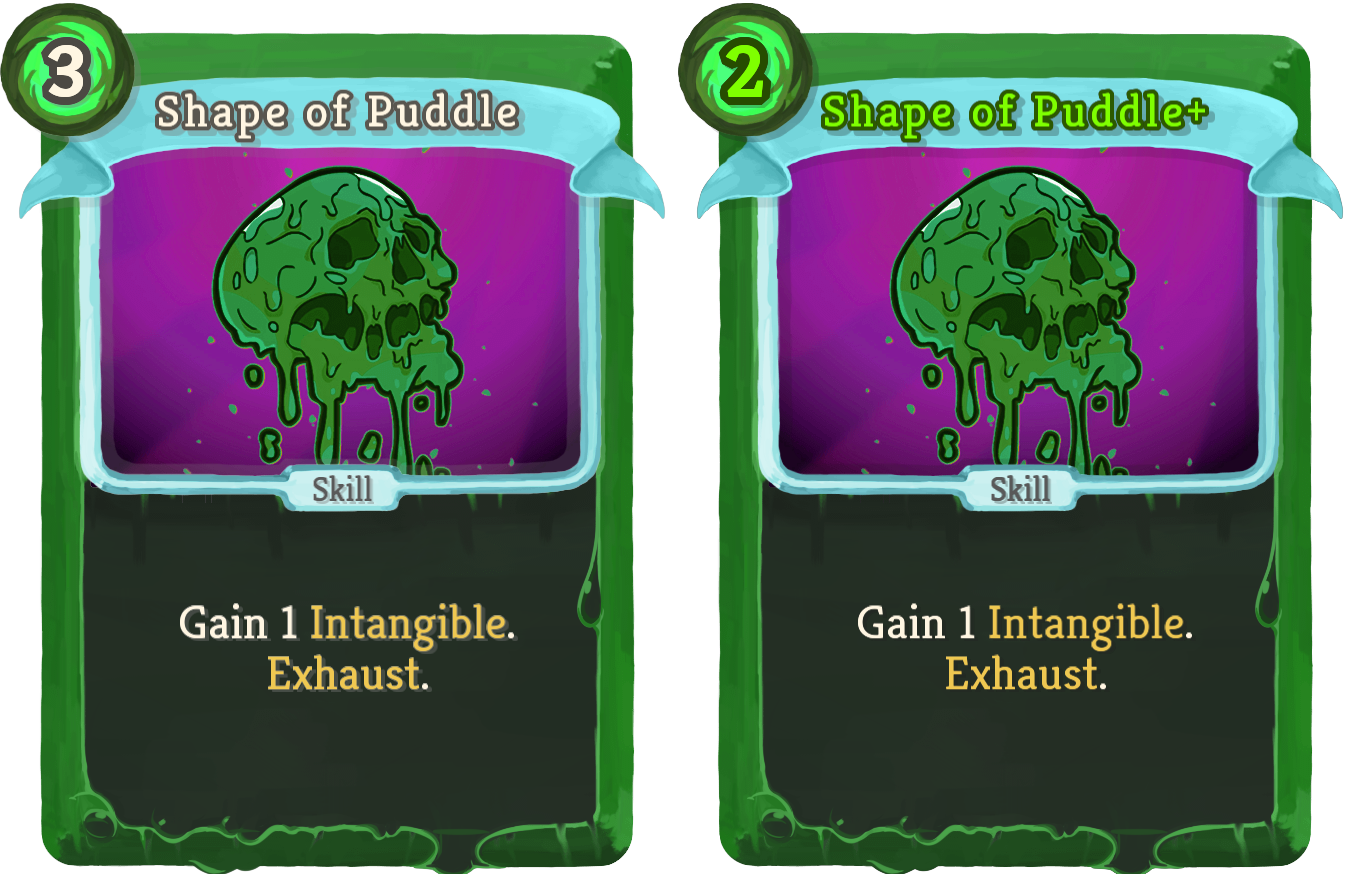 3
Shape of Puddle
Skill
Gain 1 Intangible.
Exhaust.
2
Shape of Puddle+
Skill
Gain 1 Intangible.
Exhaust.